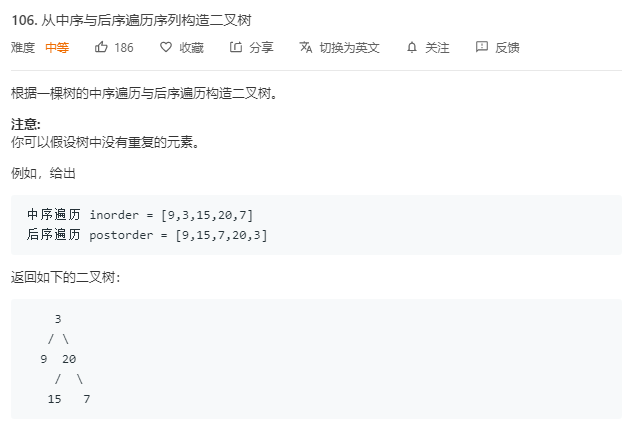 106. 从中序与后序遍历序列构造二叉树
难度 中等 186 收藏 分享 切换为英文 关注 反馈
根据一棵树的中序遍历与后序遍历构造二叉树。
注意:
你可以假设树中没有重复的元素。
例如，给出
中序遍历 inorder = [9,3,15,20,7]
后序遍历 postorder = [9,15,7,20,3]
返回如下的二叉树：
3
/ \
9 20
/ \
15 7